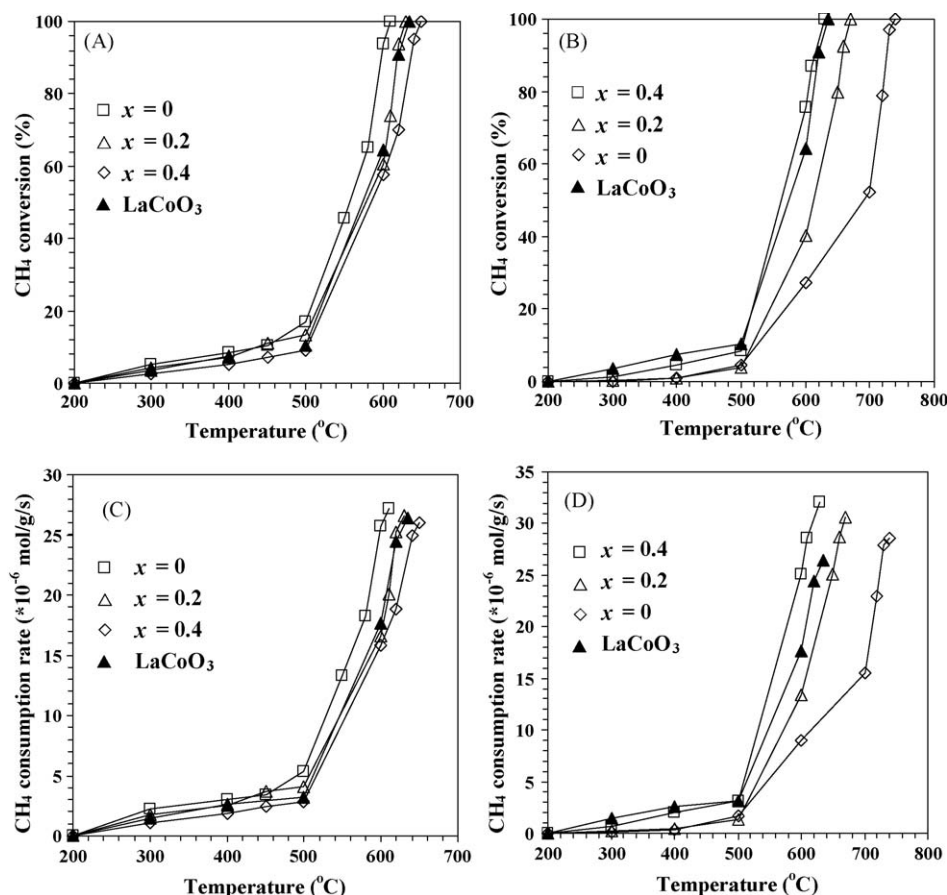 (A)
x = 0
x = 0.2
x = 0.4
LaCoO₃
CH₄ conversion (%)
100
80
60
40
20
0
200 300 400 500 600 700
Temperature (°C)
(B)
x = 0.4
x = 0.2
x = 0
LaCoO₃
CH₄ conversion (%)
100
80
60
40
20
0
200 300 400 500 600 700 800
Temperature (°C)
(C)
x = 0
x = 0.2
x = 0.4
LaCoO₃
CH₄ consumption rate (*10⁻⁶ mol/g/s)
30
25
20
15
10
5
0
200 300 400 500 600 700
Temperature (°C)
(D)
x = 0.4
x = 0.2
x = 0
LaCoO₃
CH₄ consumption rate (*10⁻⁶ mol/g/s)
35
30
25
20
15
10
5
0
200 300 400 500 600 700 800
Temperature (°C)